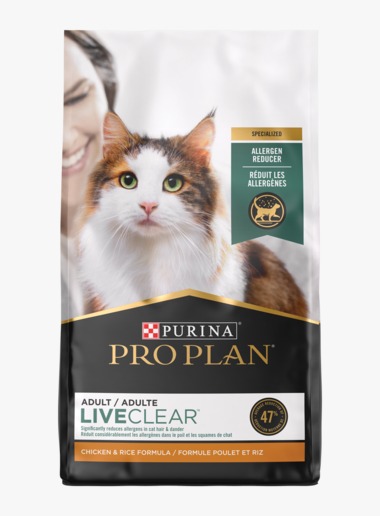 SPECIALIZED
ALLERGEN
REDUCER
RÉDUIT LES
ALLERGÈNES
PURINA®
PRO PLAN®
ADULT / ADULTE
LIVECLEAR™
Significantly reduces allergens in cat hair & dander
Réduit considérablement les allergènes dans le poil et les squames de chat
47%
CHICKEN & RICE FORMULA / FORMULE POULET ET RIZ